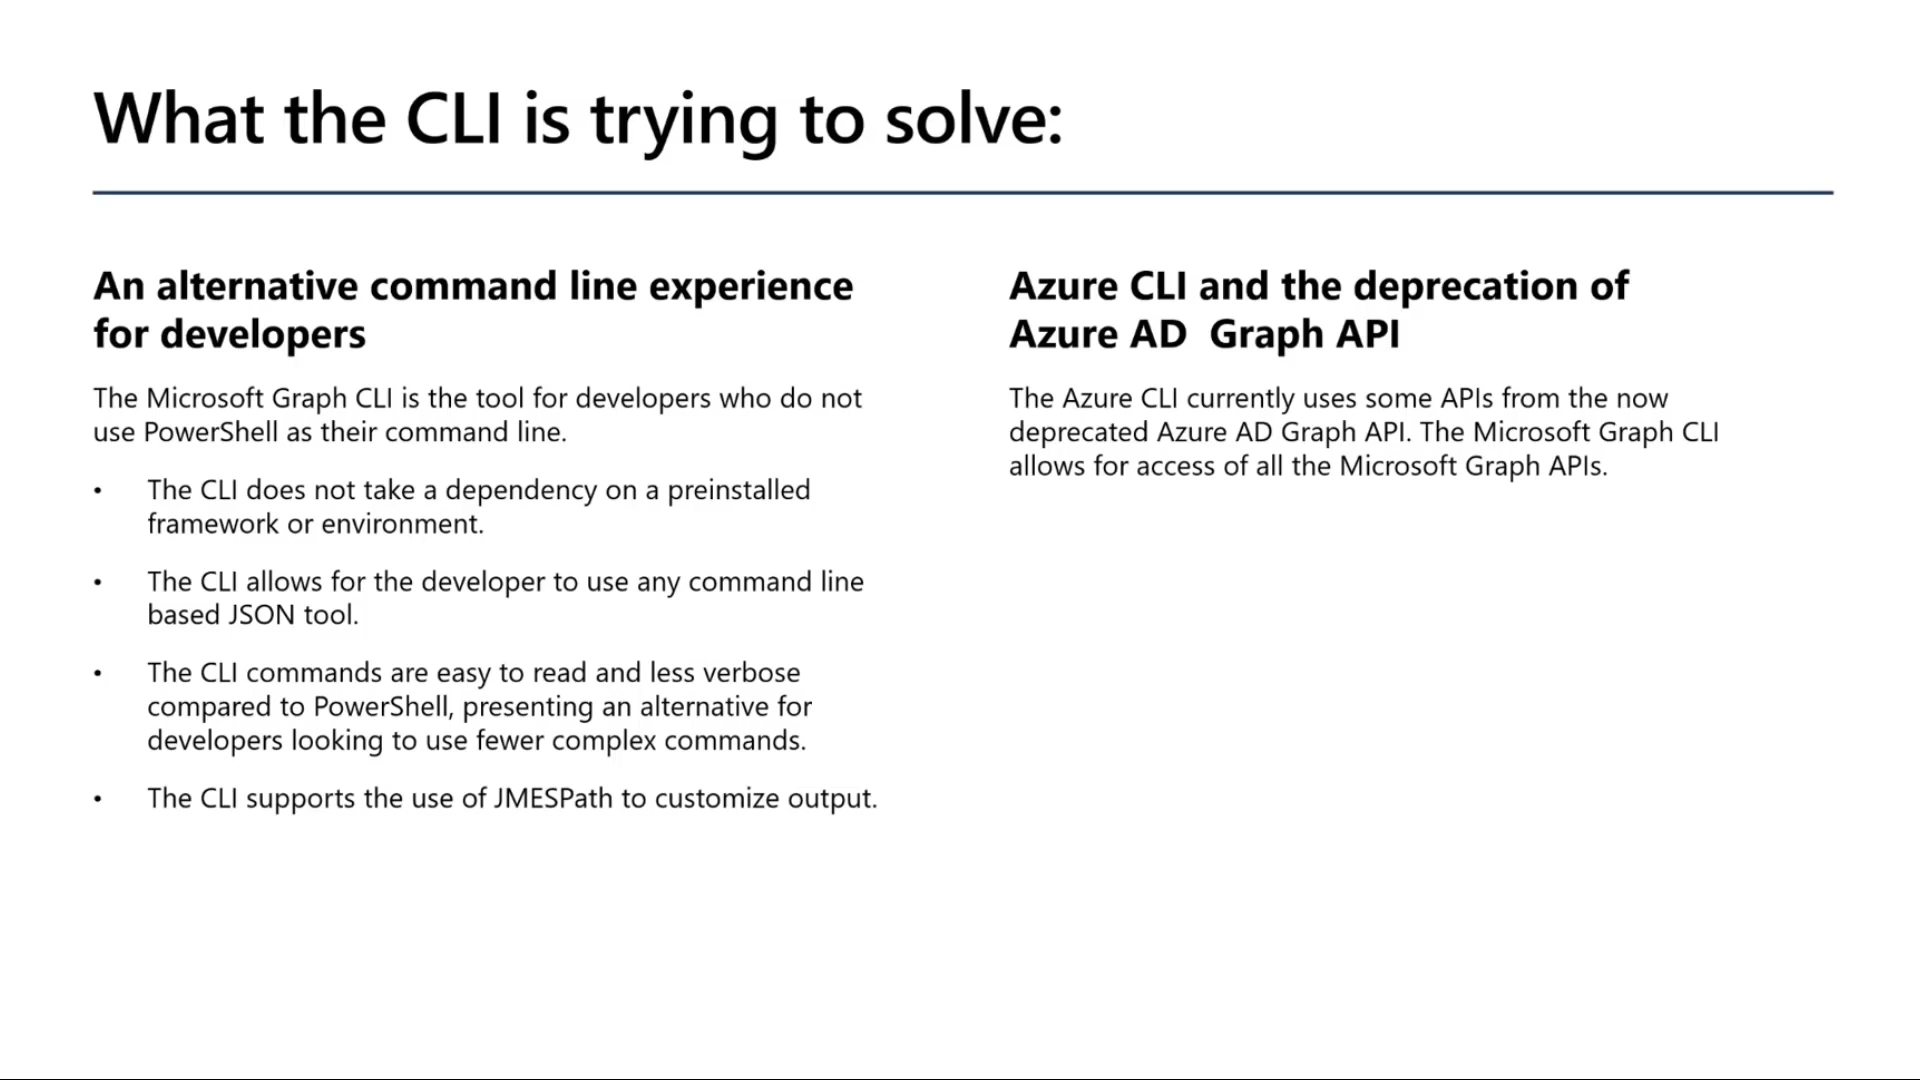 What the CLI is trying to solve:
An alternative command line experience
for developers
The Microsoft Graph CLI is the tool for developers who do not
use PowerShell as their command line.
• The CLI does not take a dependency on a preinstalled
framework or environment.
• The CLI allows for the developer to use any command line
based JSON tool.
• The CLI commands are easy to read and less verbose
compared to PowerShell, presenting an alternative for
developers looking to use fewer complex commands.
• The CLI supports the use of JMESPath to customize output.
Azure CLI and the deprecation of
Azure AD  Graph API
The Azure CLI currently uses some APIs from the now
deprecated Azure AD Graph API. The Microsoft Graph CLI
allows for access of all the Microsoft Graph APIs.